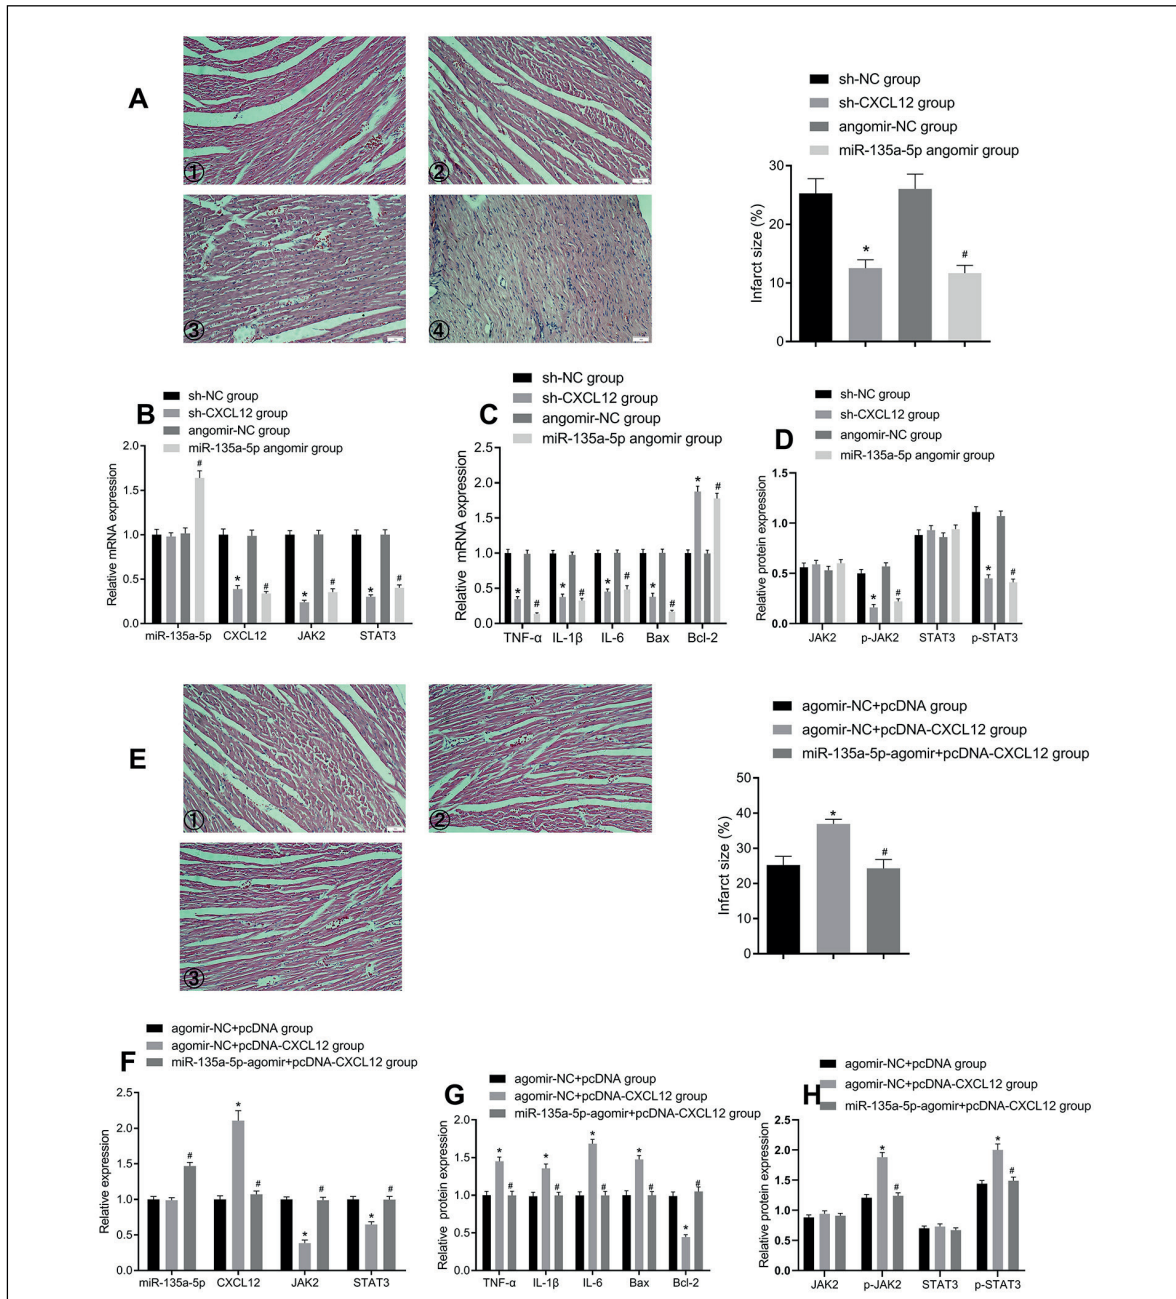 A
①
②
③
④
sh-NC group
sh-CXCL12 group
angomir-NC group
miR-135a-5p angomir group
Infarct size (%)
30
20
10
0
*
#
B
sh-NC group
sh-CXCL12 group
angomir-NC group
miR-135a-5p angomir group
Relative mRNA expression
2.0
1.5
1.0
0.5
0.0
#
* #
* #
* #
miR-135a-5p CXCL12 JAK2 STAT3
C
sh-NC group
sh-CXCL12 group
angomir-NC group
miR-135a-5p angomir group
Relative mRNA expression
2.5
2.0
1.5
1.0
0.5
0.0
* #
* #
* #
* #
* #
TNF-α IL-1β IL-6 Bax Bcl-2
D
sh-NC group
sh-CXCL12 group
angomir-NC group
miR-135a-5p angomir group
Relative protein expression
1.5
1.0
0.5
0.0
* #
* #
JAK2 p-JAK2 STAT3 p-STAT3
E
①
②
③
agomir-NC+pcDNA group
agomir-NC+pcDNA-CXCL12 group
miR-135a-5p-agomir+pcDNA-CXCL12 group
Infarct size (%)
50
40
30
20
10
0
*
#
F
agomir-NC+pcDNA group
agomir-NC+pcDNA-CXCL12 group
miR-135a-5p-agomir+pcDNA-CXCL12 group
Relative expression
2.5
2.0
1.5
1.0
0.5
0.0
#
* #
* #
* #
miR-135a-5p CXCL12 JAK2 STAT3
G
agomir-NC+pcDNA group
agomir-NC+pcDNA-CXCL12 group
miR-135a-5p-agomir+pcDNA-CXCL12 group
Relative protein expression
2.0
1.5
1.0
0.5
0.0
* #
* #
* #
* #
* #
TNF-α IL-1β IL-6 Bax Bcl-2
H
agomir-NC+pcDNA group
agomir-NC+pcDNA-CXCL12 group
miR-135a-5p-agomir+pcDNA-CXCL12 group
Relative protein expression
2.5
2.0
1.5
1.0
0.5
0.0
* #
* #
JAK2 p-JAK2 STAT3 p-STAT3